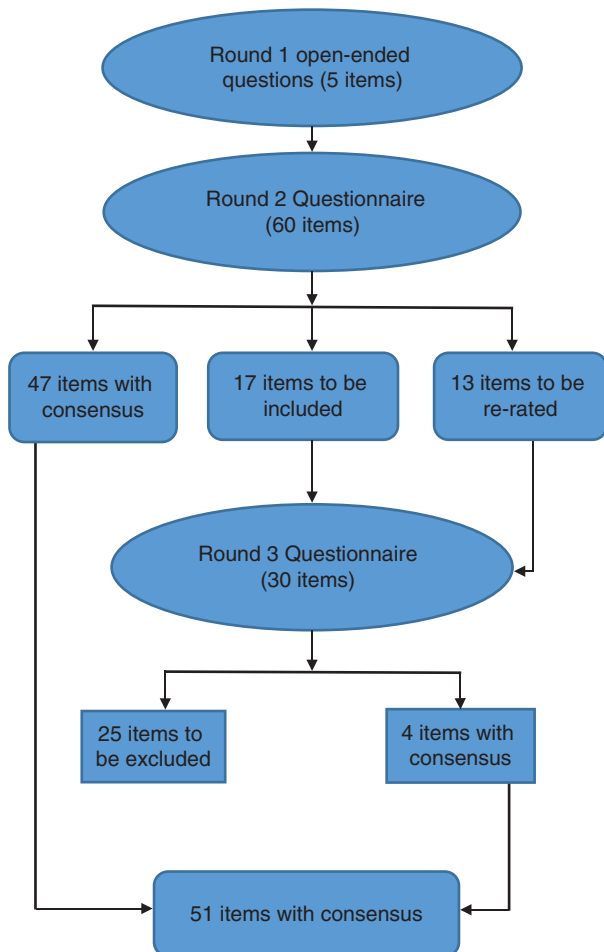 Round 1 open-ended
questions (5 items)
Round 2 Questionnaire
(60 items)
47 items with
consensus
17 items to be
included
13 items to be
re-rated
Round 3 Questionnaire
(30 items)
25 items to
be excluded
4 items with
consensus
51 items with consensus